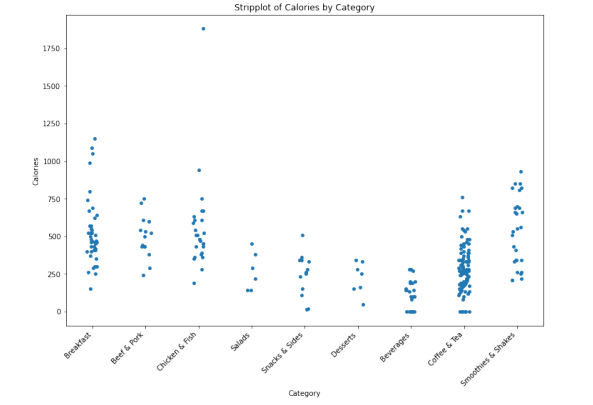 Stripplot of Calories by Category
Calories
1750
1500
1250
1000
750
500
250
0
Breakfast
Beef & Pork
Chicken & Fish
Salads
Snacks & Sides
Desserts
Beverages
Coffee & Tea
Smoothies & Shakes
Category